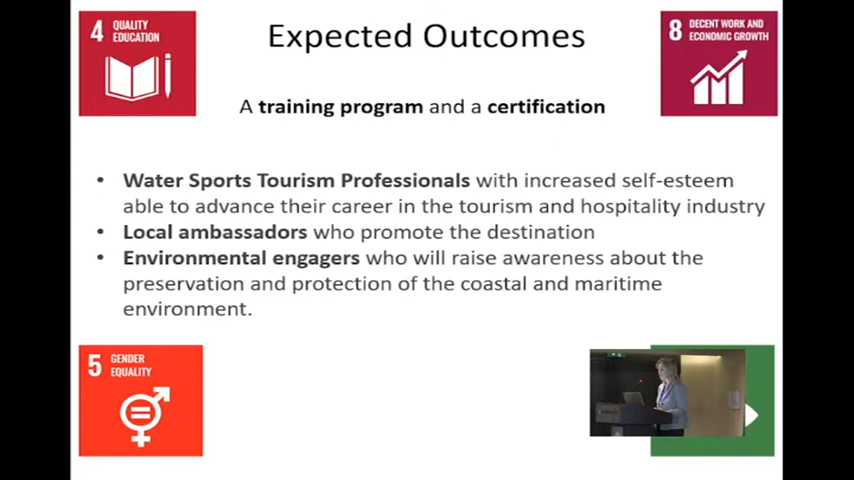 4 QUALITY
EDUCATION
Expected Outcomes
8 DECENT WORK AND
ECONOMIC GROWTH
A training program and a certification
• Water Sports Tourism Professionals with increased self-esteem
able to advance their career in the tourism and hospitality industry
• Local ambassadors who promote the destination
• Environmental engagers who will raise awareness about the
preservation and protection of the coastal and maritime
environment.
5 GENDER
EQUALITY